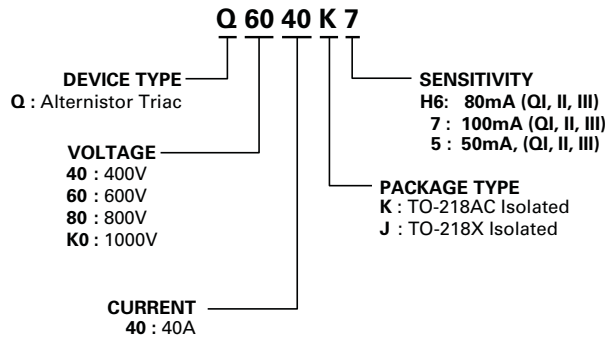 Q 60 40 K 7
DEVICE TYPE
Q : Alternistor Triac
VOLTAGE
40 : 400V
60 : 600V
80 : 800V
K0 : 1000V
CURRENT
40 : 40A
SENSITIVITY
H6: 80mA (QI, II, III)
7 : 100mA (QI, II, III)
5 : 50mA, (QI, II, III)
PACKAGE TYPE
K : TO-218AC Isolated
J : TO-218X Isolated